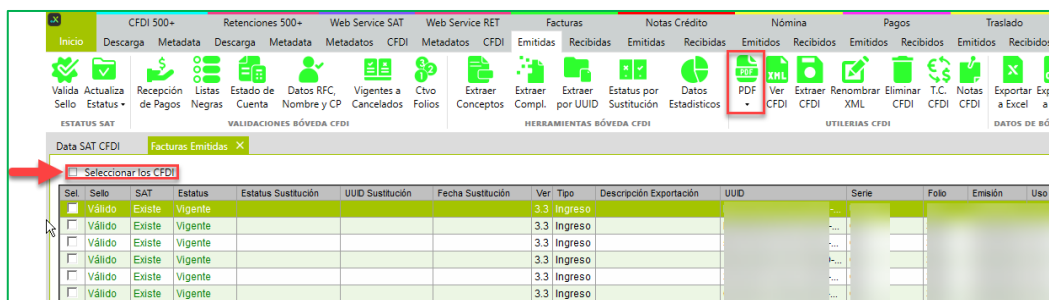 CFDI 500+ Retenciones 500+ Web Service SAT Web Service RET Facturas Notas Crédito Nómina Pagos Traslado
Inicio Descarga Metadata Descarga Metadata Metadatos CFDI Metadatos CFDI Emitidas Recibidas Emitidas Recibidas Emitidos Recibidos Emitidos Recibidos Emitidos Recibidos
Valida Actualiza Recepción Listas Estado de Datos RFC, Vigentes a Ctvo Extraer Extraer Extraer Estatus por Datos PDF Ver Extraer Renombrar Eliminar T.C. Notas Exportar
Sello Estatus de Pagos Negras Cuenta Nombre y CP Cancelados Folios Conceptos Compl. por UUID Sustitución Estadisticos CFDI CFDI XML CFDI CFDI CFDI a Excel a
ESTATUS SAT VALIDACIONES BÓVEDA CFDI HERRAMIENTAS BÓVEDA CFDI UTILERIAS CFDI DATOS DE
Data SAT CFDI Facturas Emitidas
Seleccionar los CFDI
Sel. Sello SAT Estatus Estatus Sustitución UUID Sustitución Fecha Sustitución Ver Tipo Descripción Exportación UUID Serie Folio Emisión Uso
Válido Existe Vigente 3.3 Ingreso
Válido Existe Vigente 3.3 Ingreso
Válido Existe Vigente 3.3 Ingreso
Válido Existe Vigente 3.3 Ingreso
Válido Existe Vigente 3.3 Ingreso
Válido Existe Vigente 3.3 Ingreso